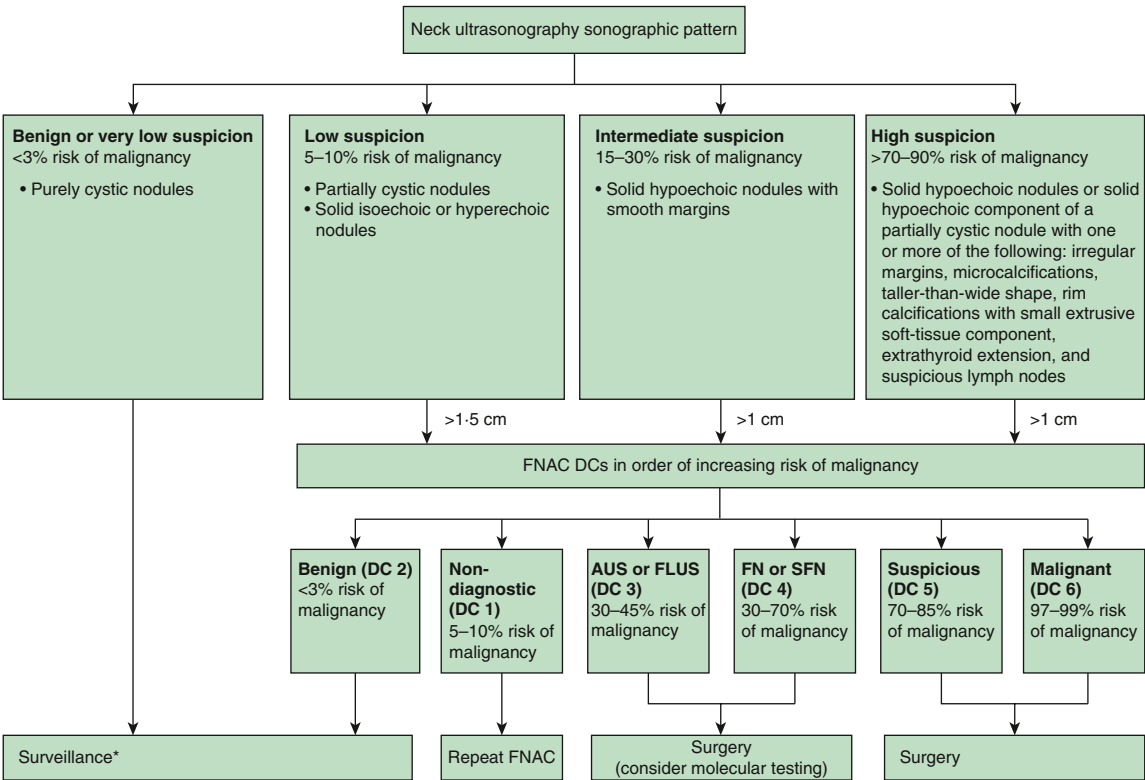 Neck ultrasonography sonographic pattern
Benign or very low suspicion
<3% risk of malignancy
• Purely cystic nodules
Low suspicion
5–10% risk of malignancy
• Partially cystic nodules
• Solid isoechoic or hyperechoic
nodules
Intermediate suspicion
15–30% risk of malignancy
• Solid hypoechoic nodules with
smooth margins
High suspicion
>70–90% risk of malignancy
• Solid hypoechoic nodules or solid
hypoechoic component of a
partially cystic nodule with one
or more of the following: irregular
margins, microcalcifications,
taller-than-wide shape, rim
calcifications with small extrusive
soft-tissue component,
extrathyroid extension, and
suspicious lymph nodes
>1·5 cm
>1 cm
>1 cm
FNAC DCs in order of increasing risk of malignancy
Benign (DC 2)
<3% risk of
malignancy
Non-
diagnostic
(DC 1)
5–10% risk of
malignancy
AUS or FLUS
(DC 3)
30–45% risk of
malignancy
FN or SFN
(DC 4)
30–70% risk
of malignancy
Suspicious
(DC 5)
70–85% risk
of malignancy
Malignant
(DC 6)
97–99% risk
of malignancy
Surveillance*
Repeat FNAC
Surgery
(consider molecular testing)
Surgery